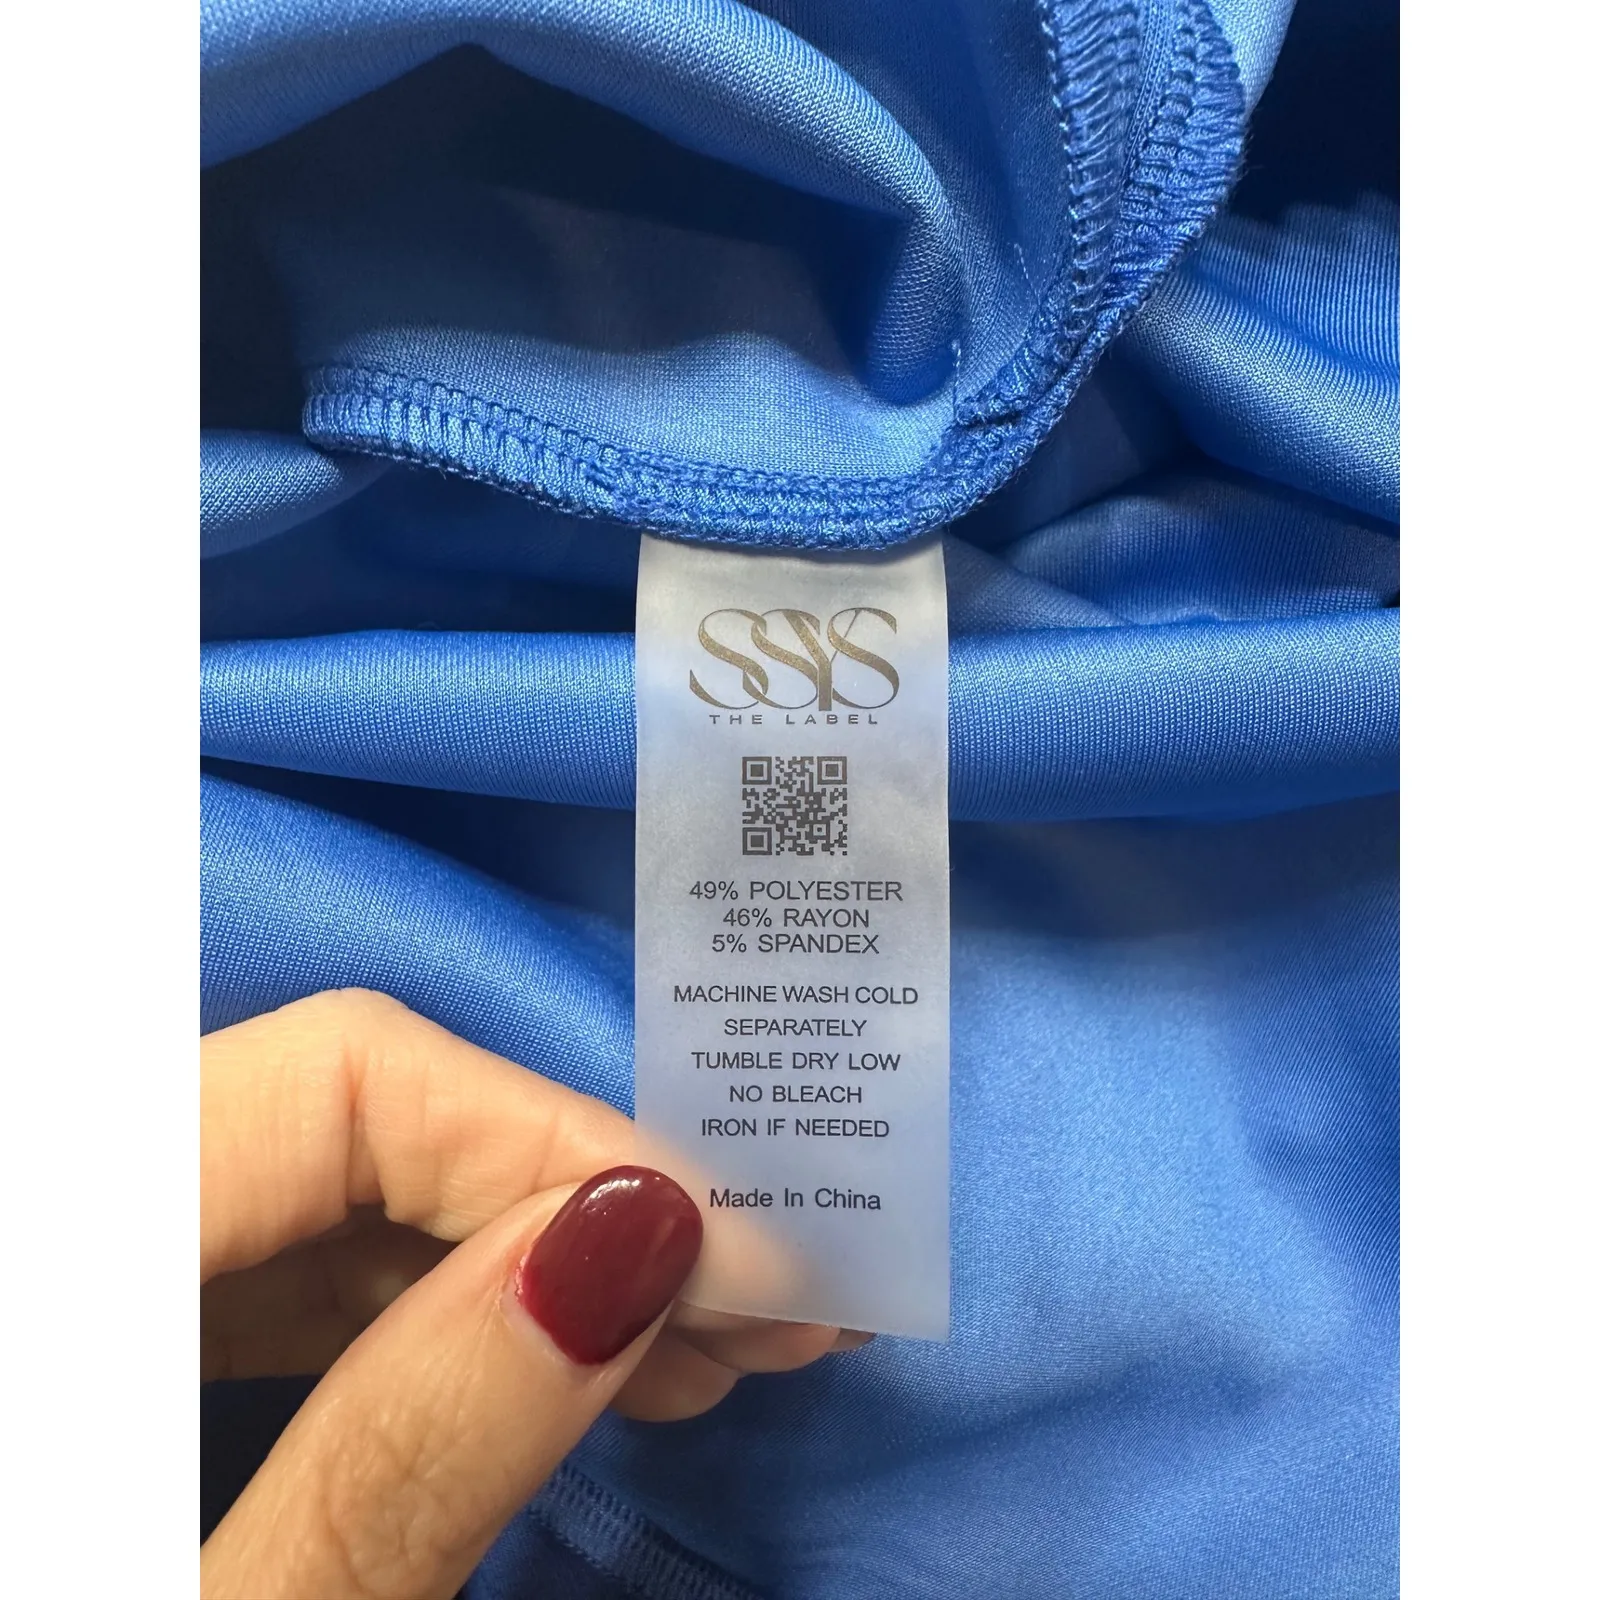 SSYS
THE LABEL
49% POLYESTER
46% RAYON
5% SPANDEX
MACHINE WASH COLD
SEPARATELY
TUMBLE DRY LOW
NO BLEACH
IRON IF NEEDED
Made In China